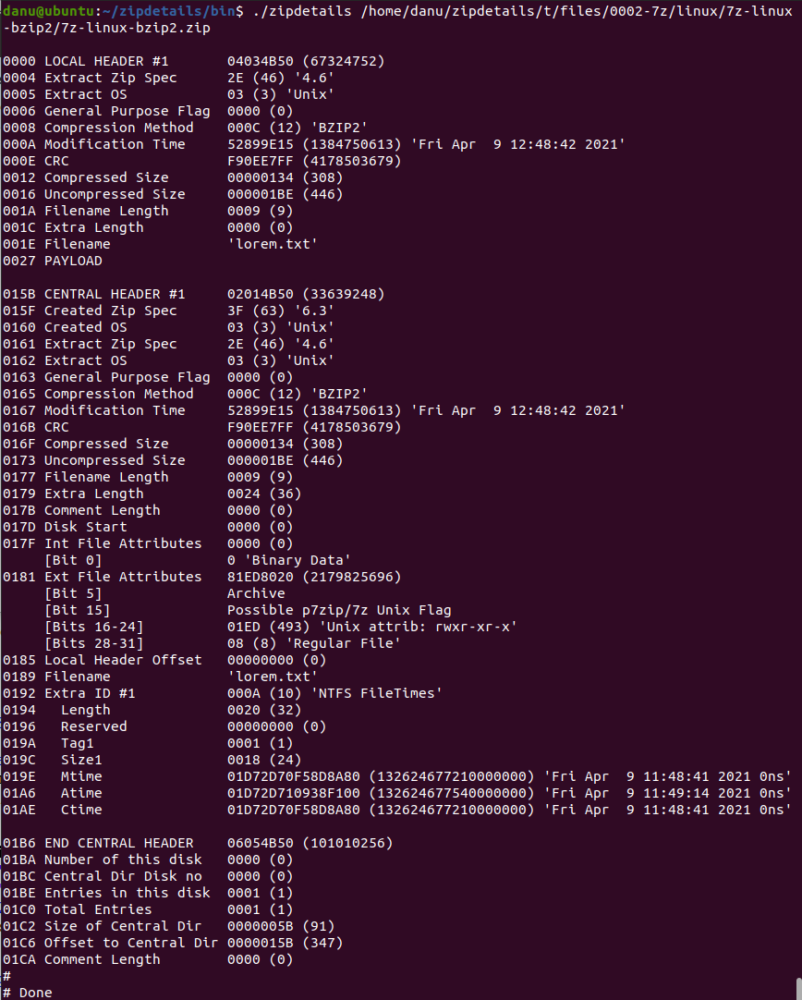 danu@ubuntu:~/zipdetails/bin$ ./zipdetails /home/danu/zipdetails/t/files/0002-7z/linux/7z-linux
-bzip2/7z-linux-bzip2.zip

0000 LOCAL HEADER #1       04034B50 (67324752)
0004 Extract Zip Spec      2E (46) '4.6'
0005 Extract OS            03 (3) 'Unix'
0006 General Purpose Flag  0000 (0)
0008 Compression Method    000C (12) 'BZIP2'
000A Modification Time     52899E15 (1384750613) 'Fri Apr  9 12:48:42 2021'
000E CRC                   F90EE7FF (4178503679)
0012 Compressed Size       00000134 (308)
0016 Uncompressed Size     000001BE (446)
001A Filename Length       0009 (9)
001C Extra Length          0000 (0)
001E Filename              'lorem.txt'
0027 PAYLOAD

015B CENTRAL HEADER #1     02014B50 (33639248)
015F Created Zip Spec      3F (63) '6.3'
0160 Created OS            03 (3) 'Unix'
0161 Extract Zip Spec      2E (46) '4.6'
0162 Extract OS            03 (3) 'Unix'
0163 General Purpose Flag  0000 (0)
0165 Compression Method    000C (12) 'BZIP2'
0167 Modification Time     52899E15 (1384750613) 'Fri Apr  9 12:48:42 2021'
016B CRC                   F90EE7FF (4178503679)
016F Compressed Size       00000134 (308)
0173 Uncompressed Size     000001BE (446)
0177 Filename Length       0009 (9)
0179 Extra Length          0024 (36)
017B Comment Length        0000 (0)
017D Disk Start            0000 (0)
017F Int File Attributes   0000 (0)
     [Bit 0]               0 'Binary Data'
0181 Ext File Attributes   81ED8020 (2179825696)
     [Bit 5]               Archive
     [Bit 15]              Possible p7zip/7z Unix Flag
     [Bits 16-24]          01ED (493) 'Unix attrib: rwxr-xr-x'
     [Bits 28-31]          08 (8) 'Regular File'
0185 Local Header Offset   00000000 (0)
0189 Filename              'lorem.txt'
0192 Extra ID #1           000A (10) 'NTFS FileTimes'
0194   Length              0020 (32)
0196   Reserved            00000000 (0)
019A   Tag1                0001 (1)
019C   Size1               0018 (24)
019E   Mtime               01D72D70F58D8A80 (132624677210000000) 'Fri Apr  9 11:48:41 2021 0ns'
01A6   Atime               01D72D710938F100 (132624677540000000) 'Fri Apr  9 11:49:14 2021 0ns'
01AE   Ctime               01D72D70F58D8A80 (132624677210000000) 'Fri Apr  9 11:48:41 2021 0ns'

01B6 END CENTRAL HEADER    06054B50 (101010256)
01BA Number of this disk   0000 (0)
01BC Central Dir Disk no   0000 (0)
01BE Entries in this disk  0001 (1)
01C0 Total Entries         0001 (1)
01C2 Size of Central Dir   0000005B (91)
01C6 Offset to Central Dir 0000015B (347)
01CA Comment Length        0000 (0)
#
# Done